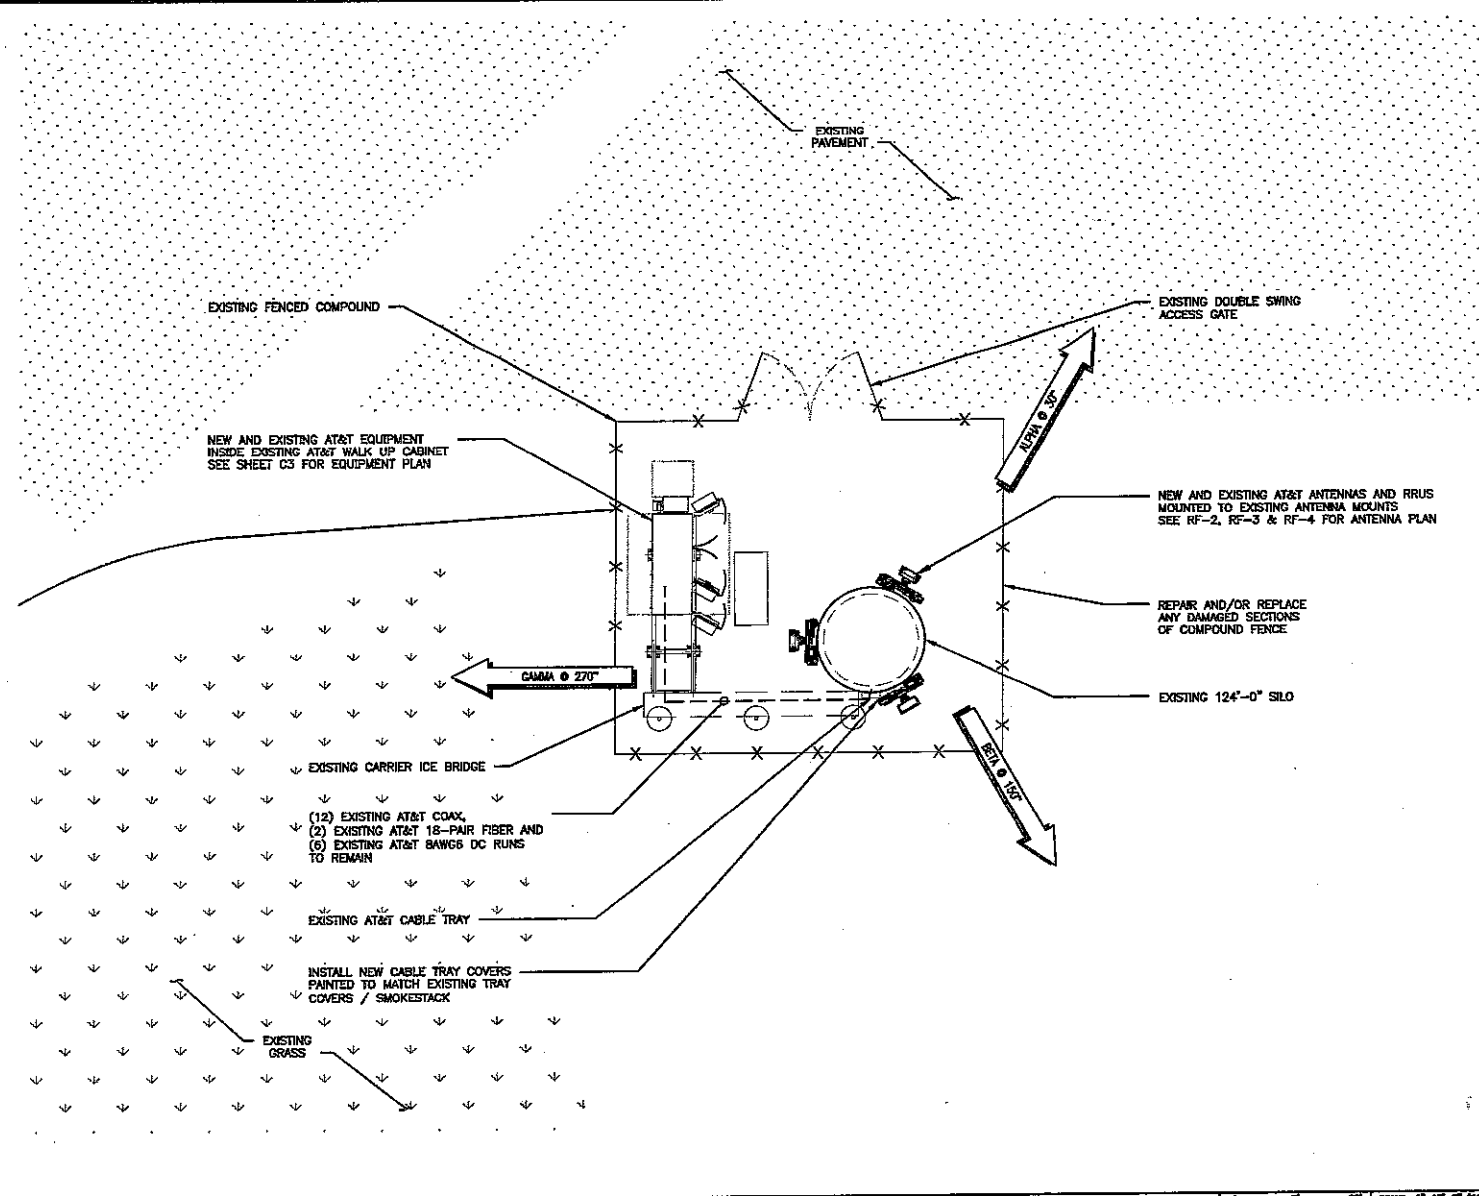 EXISTING
PAVEMENT
EXISTING FENCED COMPOUND
EXISTING DOUBLE SWING
ACCESS GATE
ALPHA @ 30°
NEW AND EXISTING AT&T EQUIPMENT
INSIDE EXISTING AT&T WALK UP CABINET
SEE SHEET C3 FOR EQUIPMENT PLAN
NEW AND EXISTING AT&T ANTENNAS AND RRUS
MOUNTED TO EXISTING ANTENNA MOUNTS
SEE RF-2, RF-3 & RF-4 FOR ANTENNA PLAN
REPAIR AND/OR REPLACE
ANY DAMAGED SECTIONS
OF COMPOUND FENCE
GAMMA @ 270°
EXISTING 124'-0" SILO
EXISTING CARRIER ICE BRIDGE
BETA @ 150°
(12) EXISTING AT&T COAX,
(2) EXISITNG AT&T 18-PAIR FIBER AND
(6) EXISTING AT&T 8AWG6 DC RUNS
TO REMAIN
EXISTING AT&T CABLE TRAY
INSTALL NEW CABLE TRAY COVERS
PAINTED TO MATCH EXISTING TRAY
COVERS / SMOKESTACK
EXISTING
GRASS